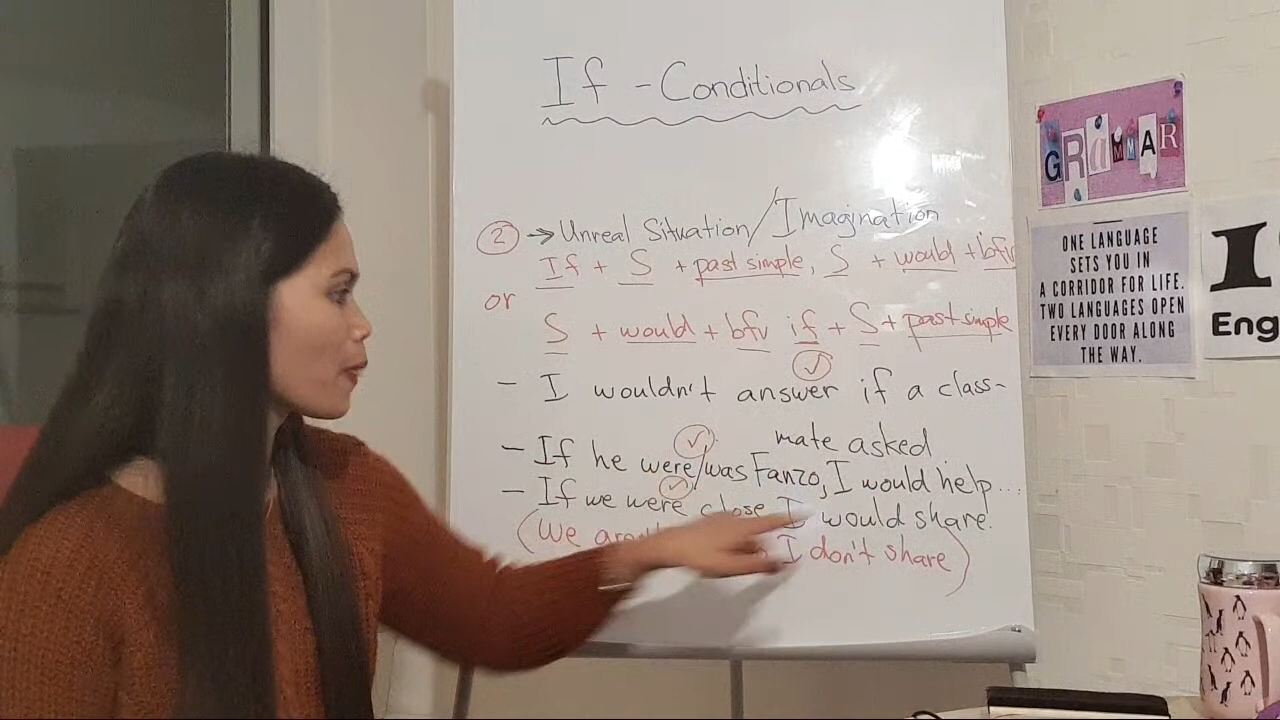 If - Conditionals
2 → Unreal Situation/Imagination
If + S + past simple, S + would + bfv
or
S + would + bfv if + S + past simple
- I wouldn't answer if a class-
mate asked
- If he were/was Fanzo, I would help...
- If we were close I would share.
(We I don't share)
GRAMMAR
ONE LANGUAGE
SETS YOU IN
A CORRIDOR FOR LIFE.
TWO LANGUAGES OPEN
EVERY DOOR ALONG
THE WAY.
I
Eng